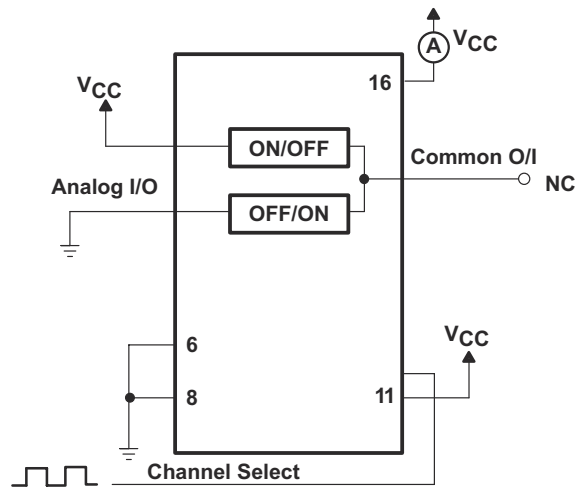 A VCC
16
VCC
ON/OFF
Common O/I
Analog I/O
NC
OFF/ON
VCC
6
8
11
Channel Select